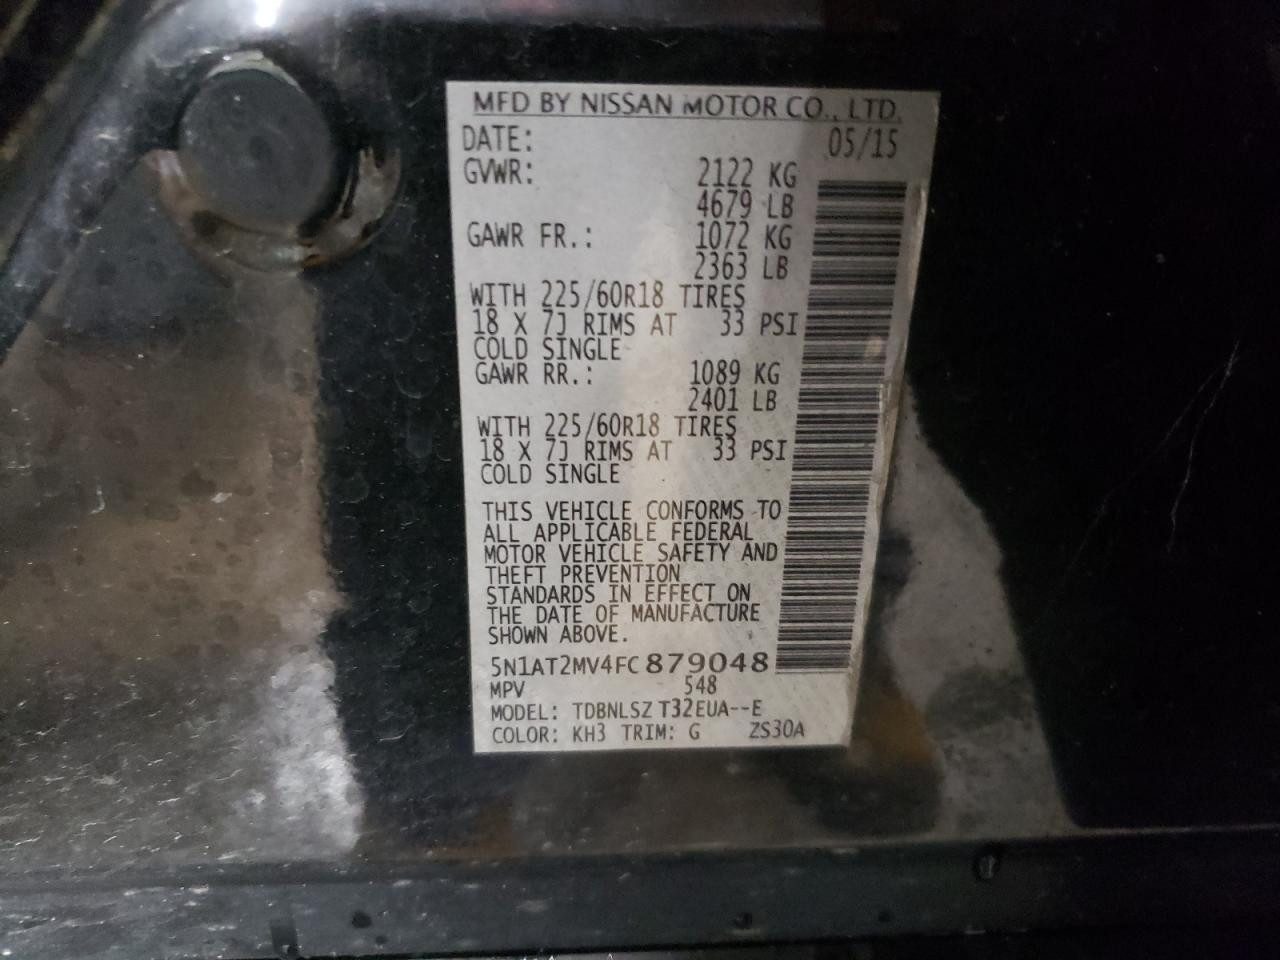 MFD BY NISSAN MOTOR CO., LTD.
DATE: 05/15
GVWR: 2122 KG
4679 LB
GAWR FR.: 1072 KG
2363 LB
WITH 225/60R18 TIRES
18 X 7J RIMS AT 33 PSI
COLD SINGLE
GAWR RR.: 1089 KG
2401 LB
WITH 225/60R18 TIRES
18 X 7J RIMS AT 33 PSI
COLD SINGLE
THIS VEHICLE CONFORMS TO
ALL APPLICABLE FEDERAL
MOTOR VEHICLE SAFETY AND
THEFT PREVENTION
STANDARDS IN EFFECT ON
THE DATE OF MANUFACTURE
SHOWN ABOVE.
5N1AT2MV4FC879048
MPV 548
MODEL: TDBNLSZ T32EUA--E
COLOR: KH3 TRIM: G ZS30A